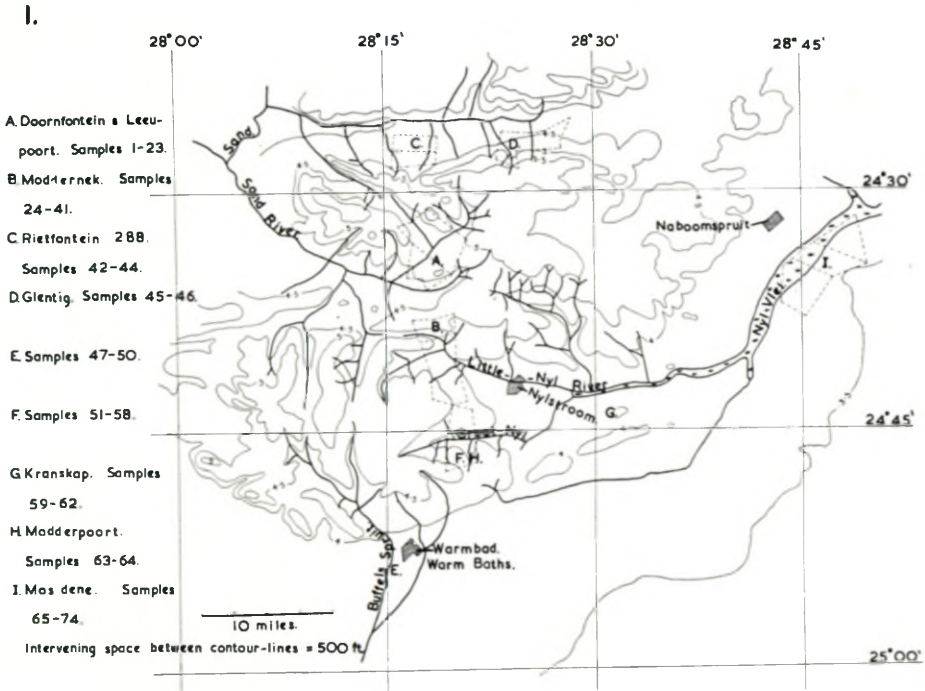 1.
28°00'
28°15'
28°30'
28°45'
A. Doornfontein & Leeu-
poort. Samples 1-23.
B. Moddernek. Samples
24-41.
C. Rietfontein 288.
Samples 42-44.
D. Glentig. Samples 45-46.
E. Samples 47-50.
F. Samples 51-58.
G. Kranskap. Samples
59-62.
H. Modderpoort.
Samples 63-64.
I. Mosdene. Samples
65-74.
Sand
Sand River
C.
D.
24°30'
Naboomspruit
A.
I.
Nyl-Vlei
B.
Little-Nyl River
Nylstroom
G.
24°45'
Great Nyl
F.
H.
Buffels Spruit
E.
Warmbad.
Warm Baths.
10 miles.
Intervening space between contour-lines = 500 ft.
25°00'